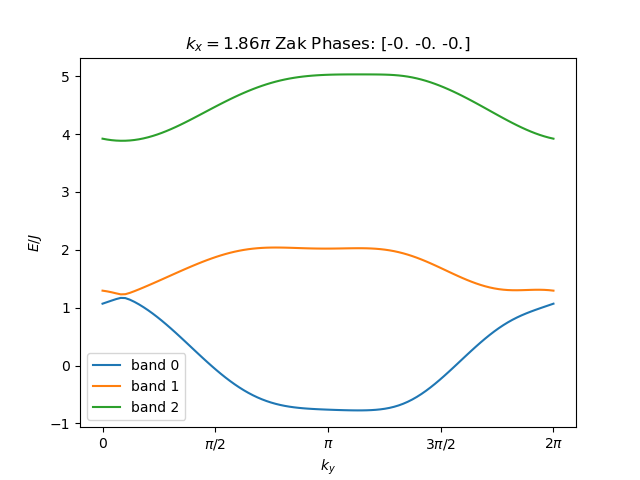 $k_x = 1.86\pi$ Zak Phases: [-0. -0. -0.]
5
4
3
2
1
0
−1
E/J
band 0
band 1
band 2
0
π/2
π
3π/2
2π
$k_y$